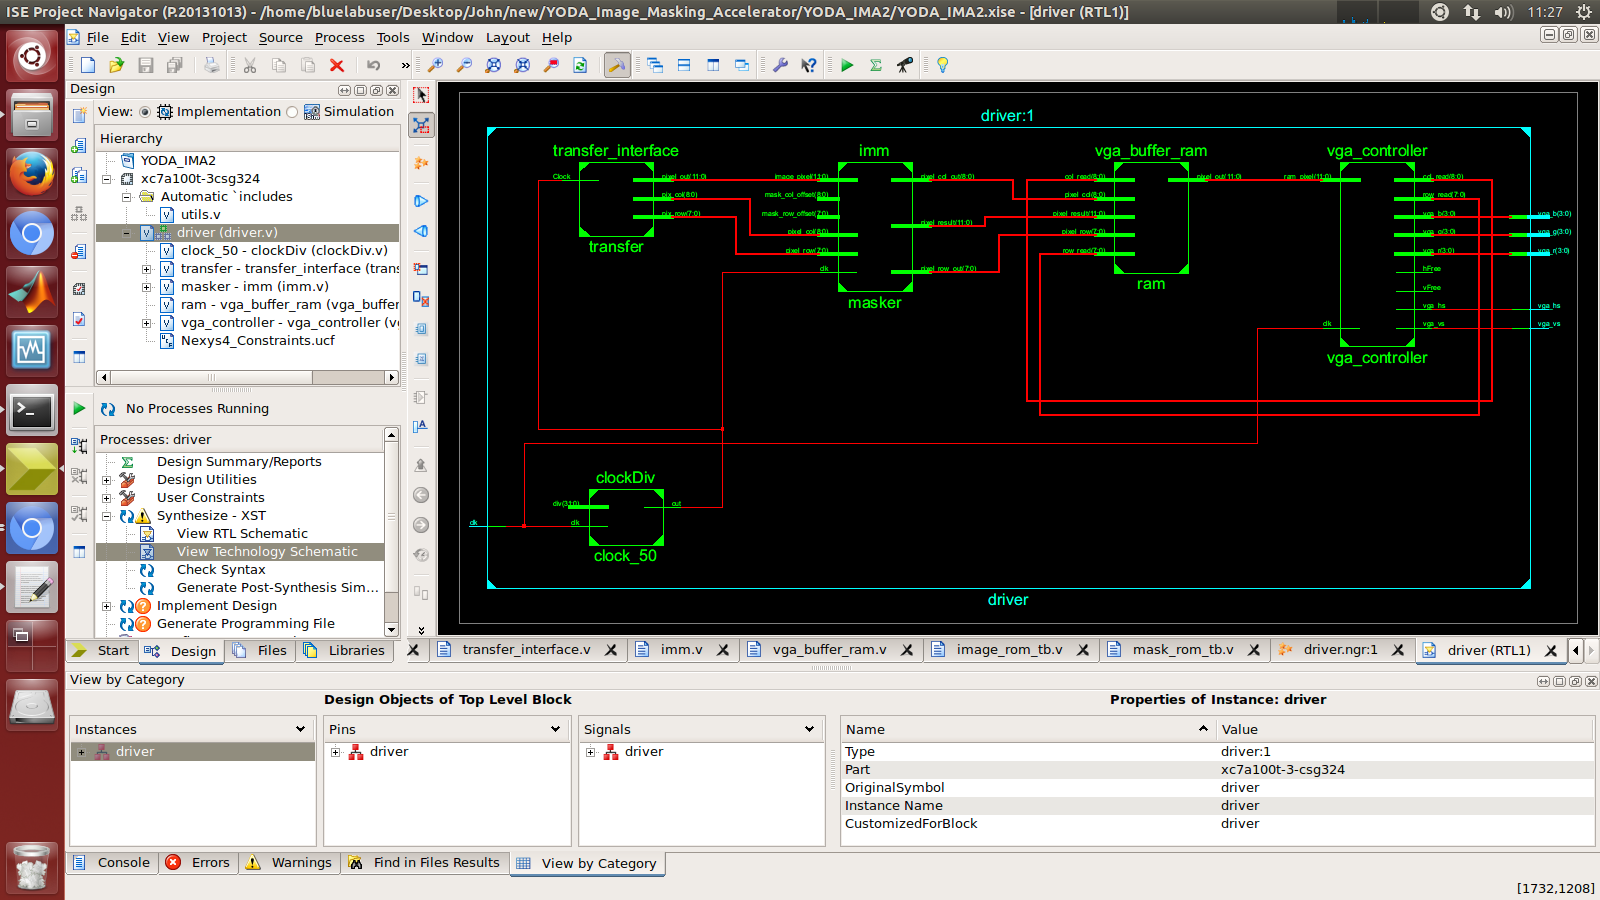 ISE Project Navigator (P.20131013) - /home/bluelabuser/Desktop/John/new/YODA_Image_Masking_Accelerator/YODA_IMA2/YODA_IMA2.xise - [driver (RTL1)]
11:27
File Edit View Project Source Process Tools Window Layout Help
Design
View: Implementation Simulation
Hierarchy
YODA_IMA2
xc7a100t-3csg324
Automatic `includes
utils.v
driver (driver.v)
clock_50 - clockDiv (clockDiv.v)
transfer - transfer_interface (trans
masker - imm (imm.v)
ram - vga_buffer_ram (vga_buffer
vga_controller - vga_controller (v
Nexys4_Constraints.ucf
No Processes Running
Processes: driver
Design Summary/Reports
Design Utilities
User Constraints
Synthesize - XST
View RTL Schematic
View Technology Schematic
Check Syntax
Generate Post-Synthesis Sim...
Implement Design
Generate Programming File
Start Design Files Libraries
driver:1
transfer_interface
Clock
pixel_out(11:0)
pix_col(8:0)
pix_row(7:0)
transfer
imm
image_pixel(11:0)
mask_col_offset(8:0)
mask_row_offset(7:0)
pixel_col(8:0)
pixel_row(7:0)
clk
pixel_col_out(8:0)
pixel_result(11:0)
pixel_row_out(7:0)
masker
vga_buffer_ram
col_read(8:0)
pixel_col(8:0)
pixel_result(11:0)
pixel_row(7:0)
row_read(7:0)
pixel_out(11:0)
ram
vga_controller
ram_pixel(11:0)
clk
col_read(8:0)
row_read(7:0)
vga_b(3:0)
vga_g(3:0)
vga_r(3:0)
hFree
vFree
vga_hs
vga_vs
vga_controller
vga_b(3:0)
vga_g(3:0)
vga_r(3:0)
vga_hs
vga_vs
clockDiv
div(31:0)
clk
out
clock_50
clk
driver
transfer_interface.v imm.v vga_buffer_ram.v image_rom_tb.v mask_rom_tb.v driver.ngr:1 driver (RTL1)
View by Category
Design Objects of Top Level Block
Properties of Instance: driver
Instances Pins Signals
driver driver driver
Name Value
Type driver:1
Part xc7a100t-3-csg324
OriginalSymbol driver
Instance Name driver
CustomizedForBlock driver
Console Errors Warnings Find in Files Results View by Category
[1732,1208]